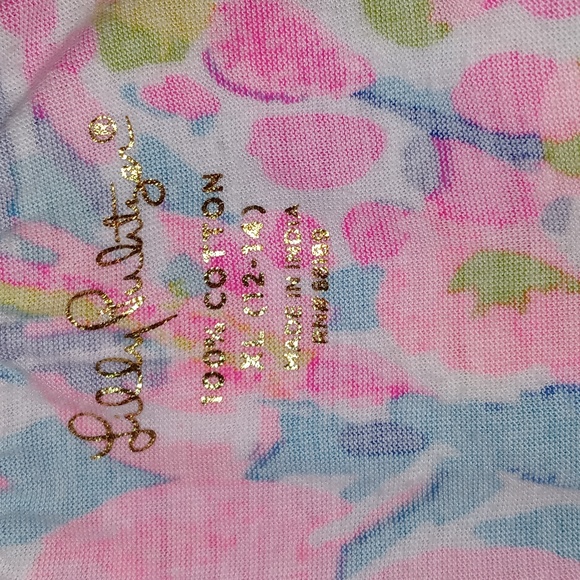 Lilly Pulitzer®
100% COTTON
XL (12-14)
MADE IN INDIA
RN#